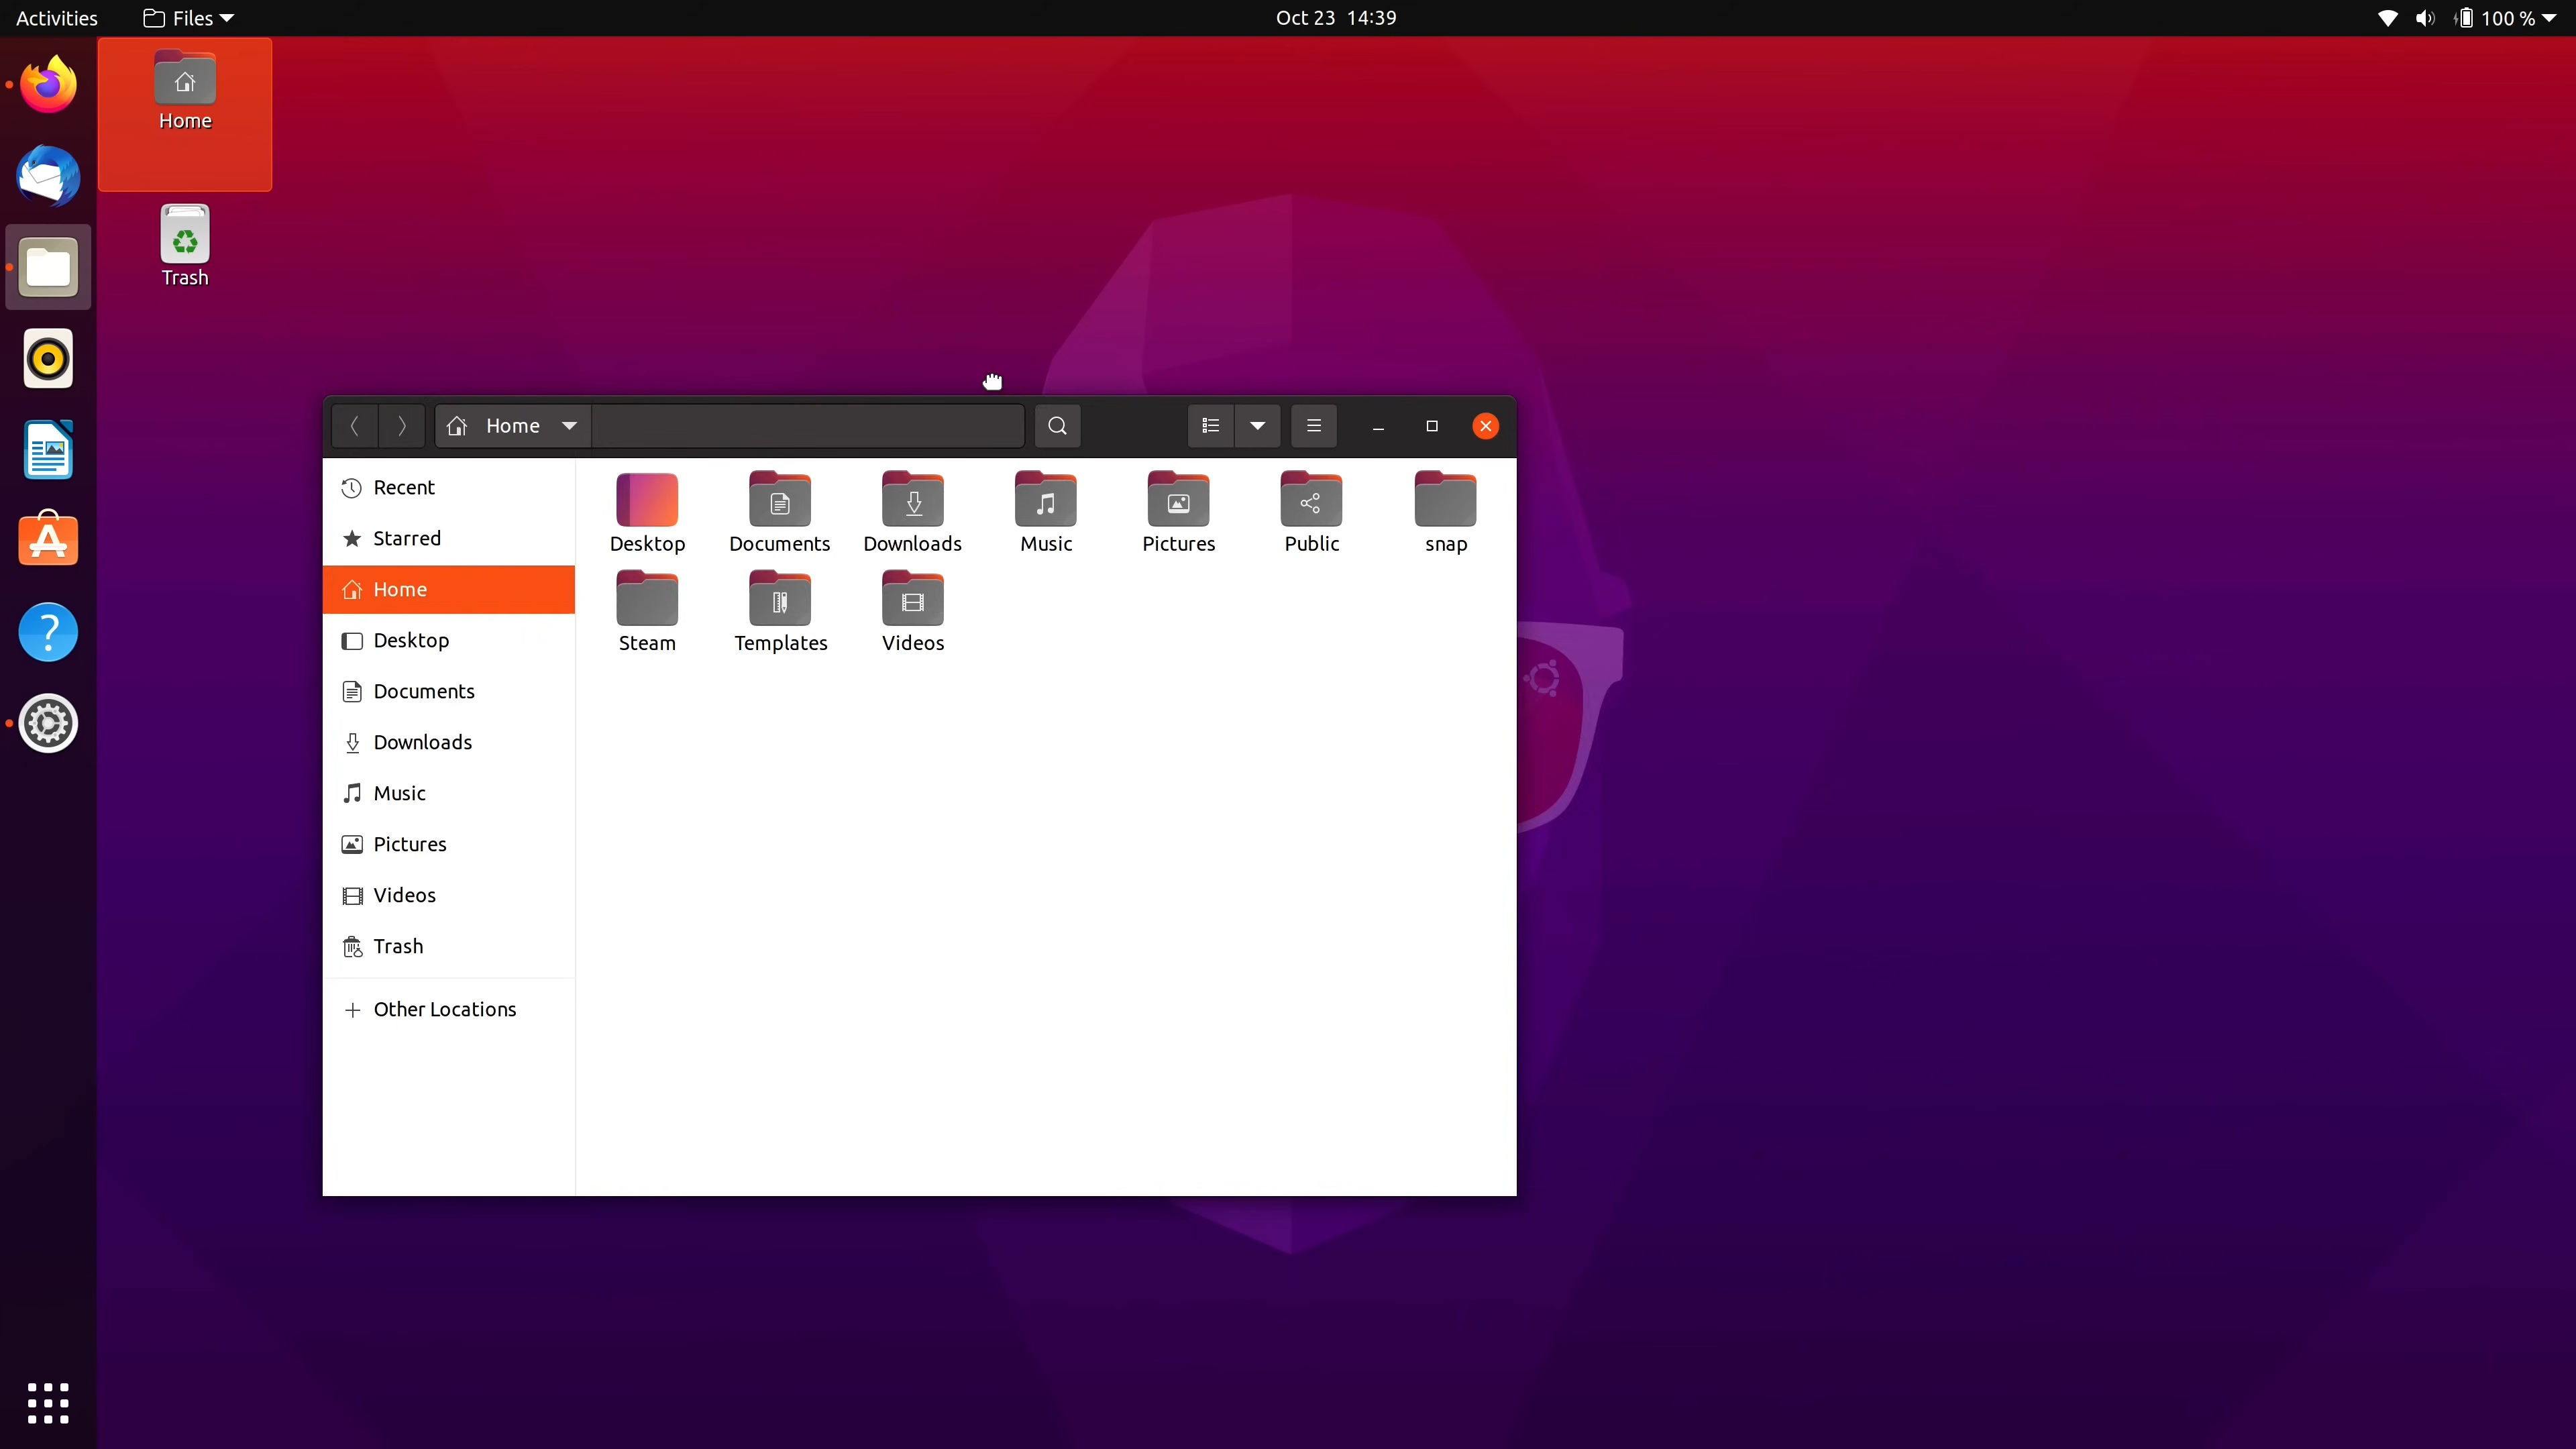 Activities Files Oct 23 14:39 100 %
Home
Trash
Home
Recent
Starred
Home
Desktop
Documents
Downloads
Music
Pictures
Videos
Trash
Other Locations
Desktop Documents Downloads Music Pictures Public snap
Steam Templates Videos